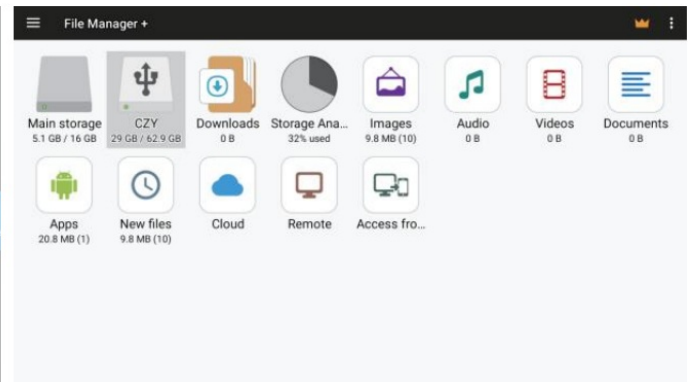 File Manager +
Main storage CZY Downloads Storage Ana... Images Audio Videos Documents
5.1 GB / 16 GB 29 GB / 62.9 GB 0 B 32% used 9.8 MB (10) 0 B 0 B 0 B
Apps New files Cloud Remote Access fro...
20.8 MB (1) 9.8 MB (10)